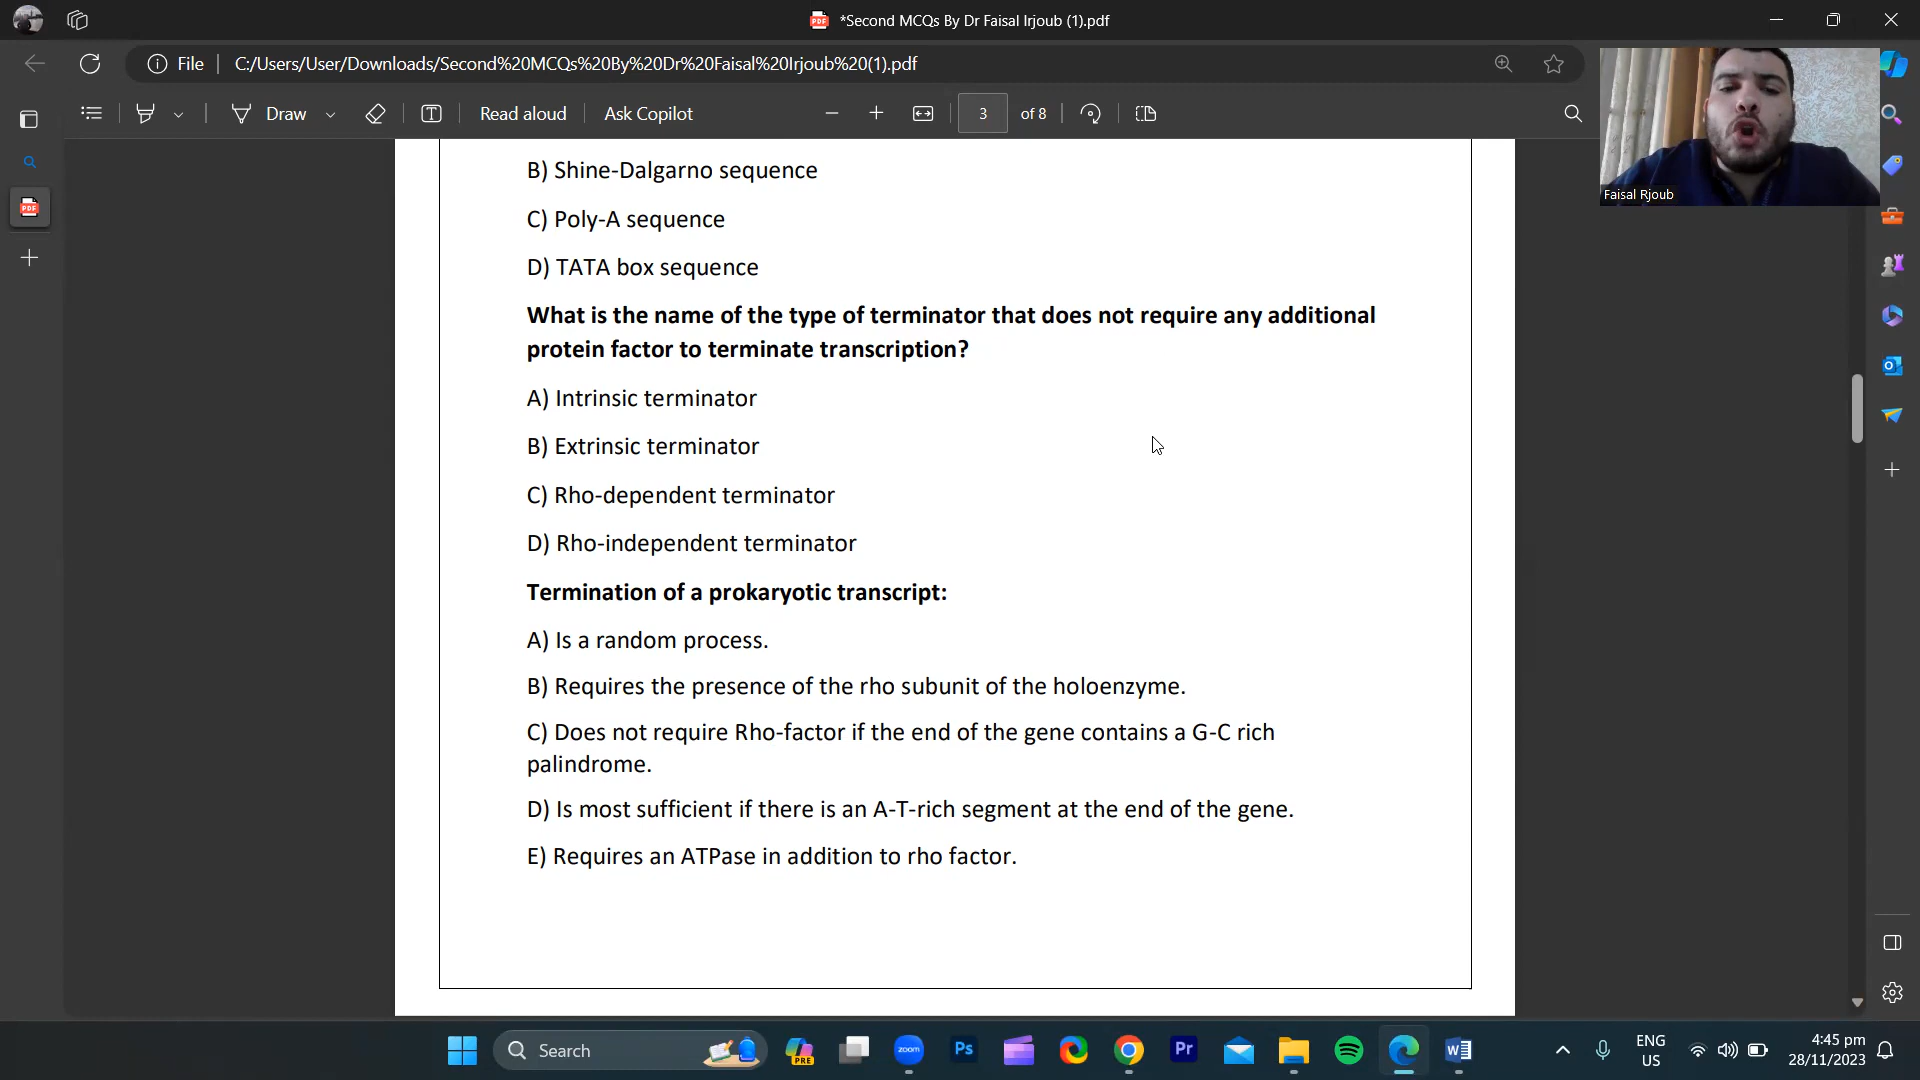 *Second MCQs By Dr Faisal Irjoub (1).pdf
File
C:/Users/User/Downloads/Second%20MCQs%20By%20Dr%20Faisal%20Irjoub%20(1).pdf
Draw
Read aloud
Ask Copilot
3
of 8
Faisal Rjoub
B) Shine-Dalgarno sequence
C) Poly-A sequence
D) TATA box sequence
What is the name of the type of terminator that does not require any additional
protein factor to terminate transcription?
A) Intrinsic terminator
B) Extrinsic terminator
C) Rho-dependent terminator
D) Rho-independent terminator
Termination of a prokaryotic transcript:
A) Is a random process.
B) Requires the presence of the rho subunit of the holoenzyme.
C) Does not require Rho-factor if the end of the gene contains a G-C rich
palindrome.
D) Is most sufficient if there is an A-T-rich segment at the end of the gene.
E) Requires an ATPase in addition to rho factor.
Search
PRE
zoom
Ps
Pr
ENG
US
4:45 pm
28/11/2023